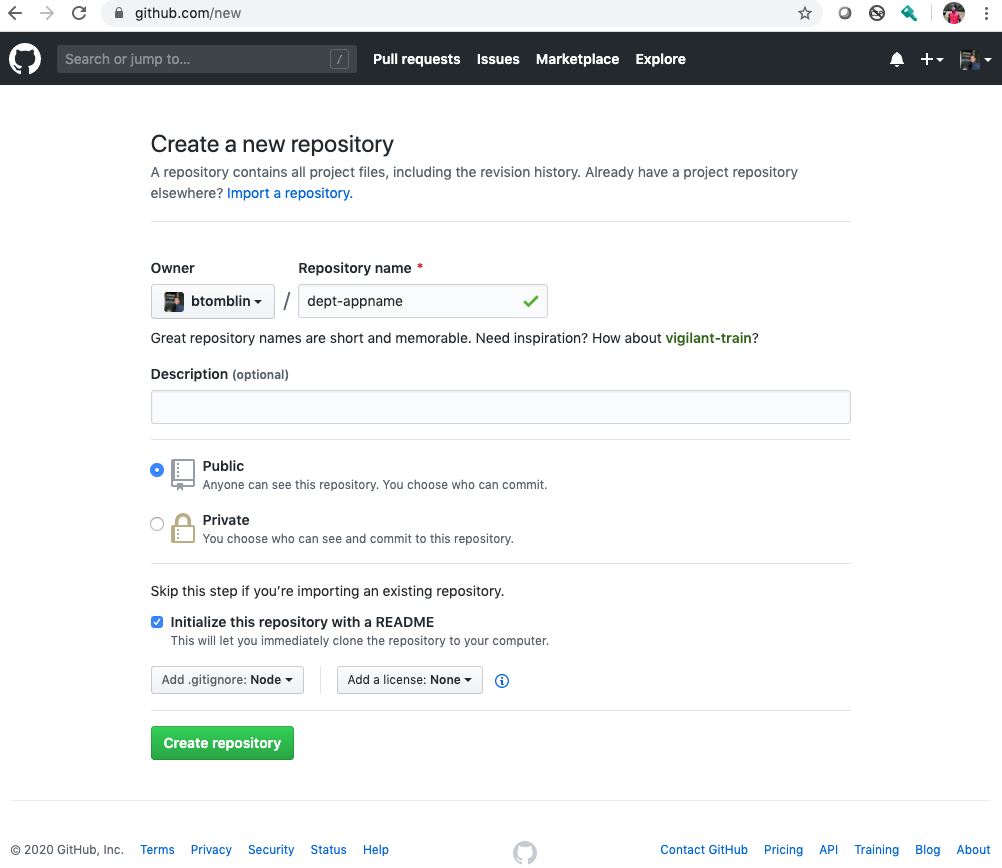 github.com/new
Search or jump to... /
Pull requests Issues Marketplace Explore
Create a new repository
A repository contains all project files, including the revision history. Already have a project repository
elsewhere? Import a repository.
Owner Repository name *
btomblin / dept-appname
Great repository names are short and memorable. Need inspiration? How about vigilant-train?
Description (optional)
Public
Anyone can see this repository. You choose who can commit.
Private
You choose who can see and commit to this repository.
Skip this step if you’re importing an existing repository.
Initialize this repository with a README
This will let you immediately clone the repository to your computer.
Add .gitignore: Node Add a license: None
Create repository
© 2020 GitHub, Inc. Terms Privacy Security Status Help Contact GitHub Pricing API Training Blog About